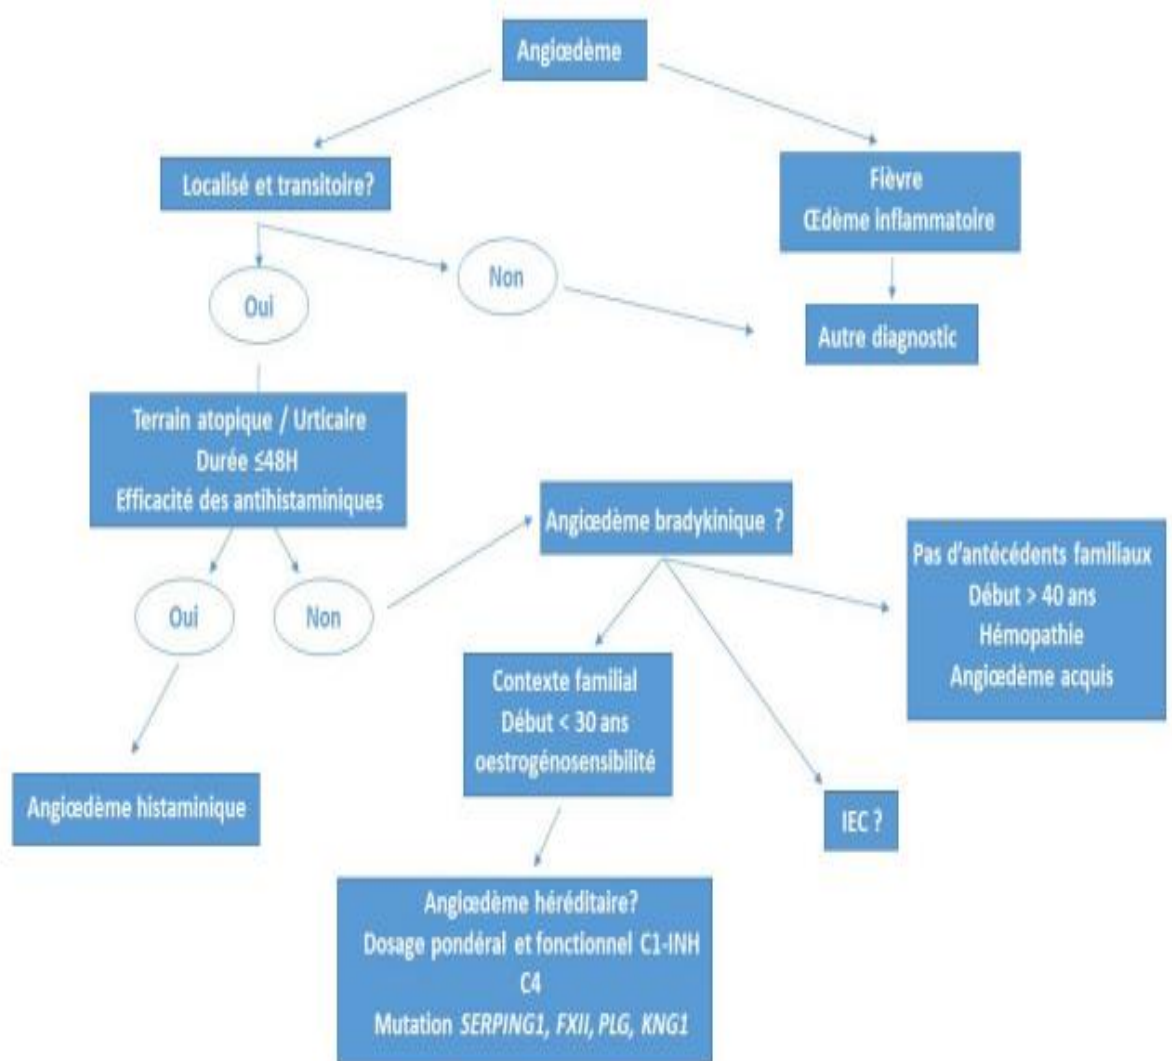 Angiœdème
Localisé et transitoire?
Fièvre
Œdème inflammatoire
Oui
Non
Autre diagnostic
Terrain atopique / Urticaire
Durée ≤48H
Efficacité des antihistaminiques
Angiœdème bradykinique ?
Pas d'antécédents familiaux
Début > 40 ans
Hémopathie
Angiœdème acquis
Oui
Non
Contexte familial
Début < 30 ans
oestrogénosensibilité
Angiœdème histaminique
IEC ?
Angiœdème héréditaire?
Dosage pondéral et fonctionnel C1-INH
C4
Mutation SERPING1, FXII, PLG, KNG1